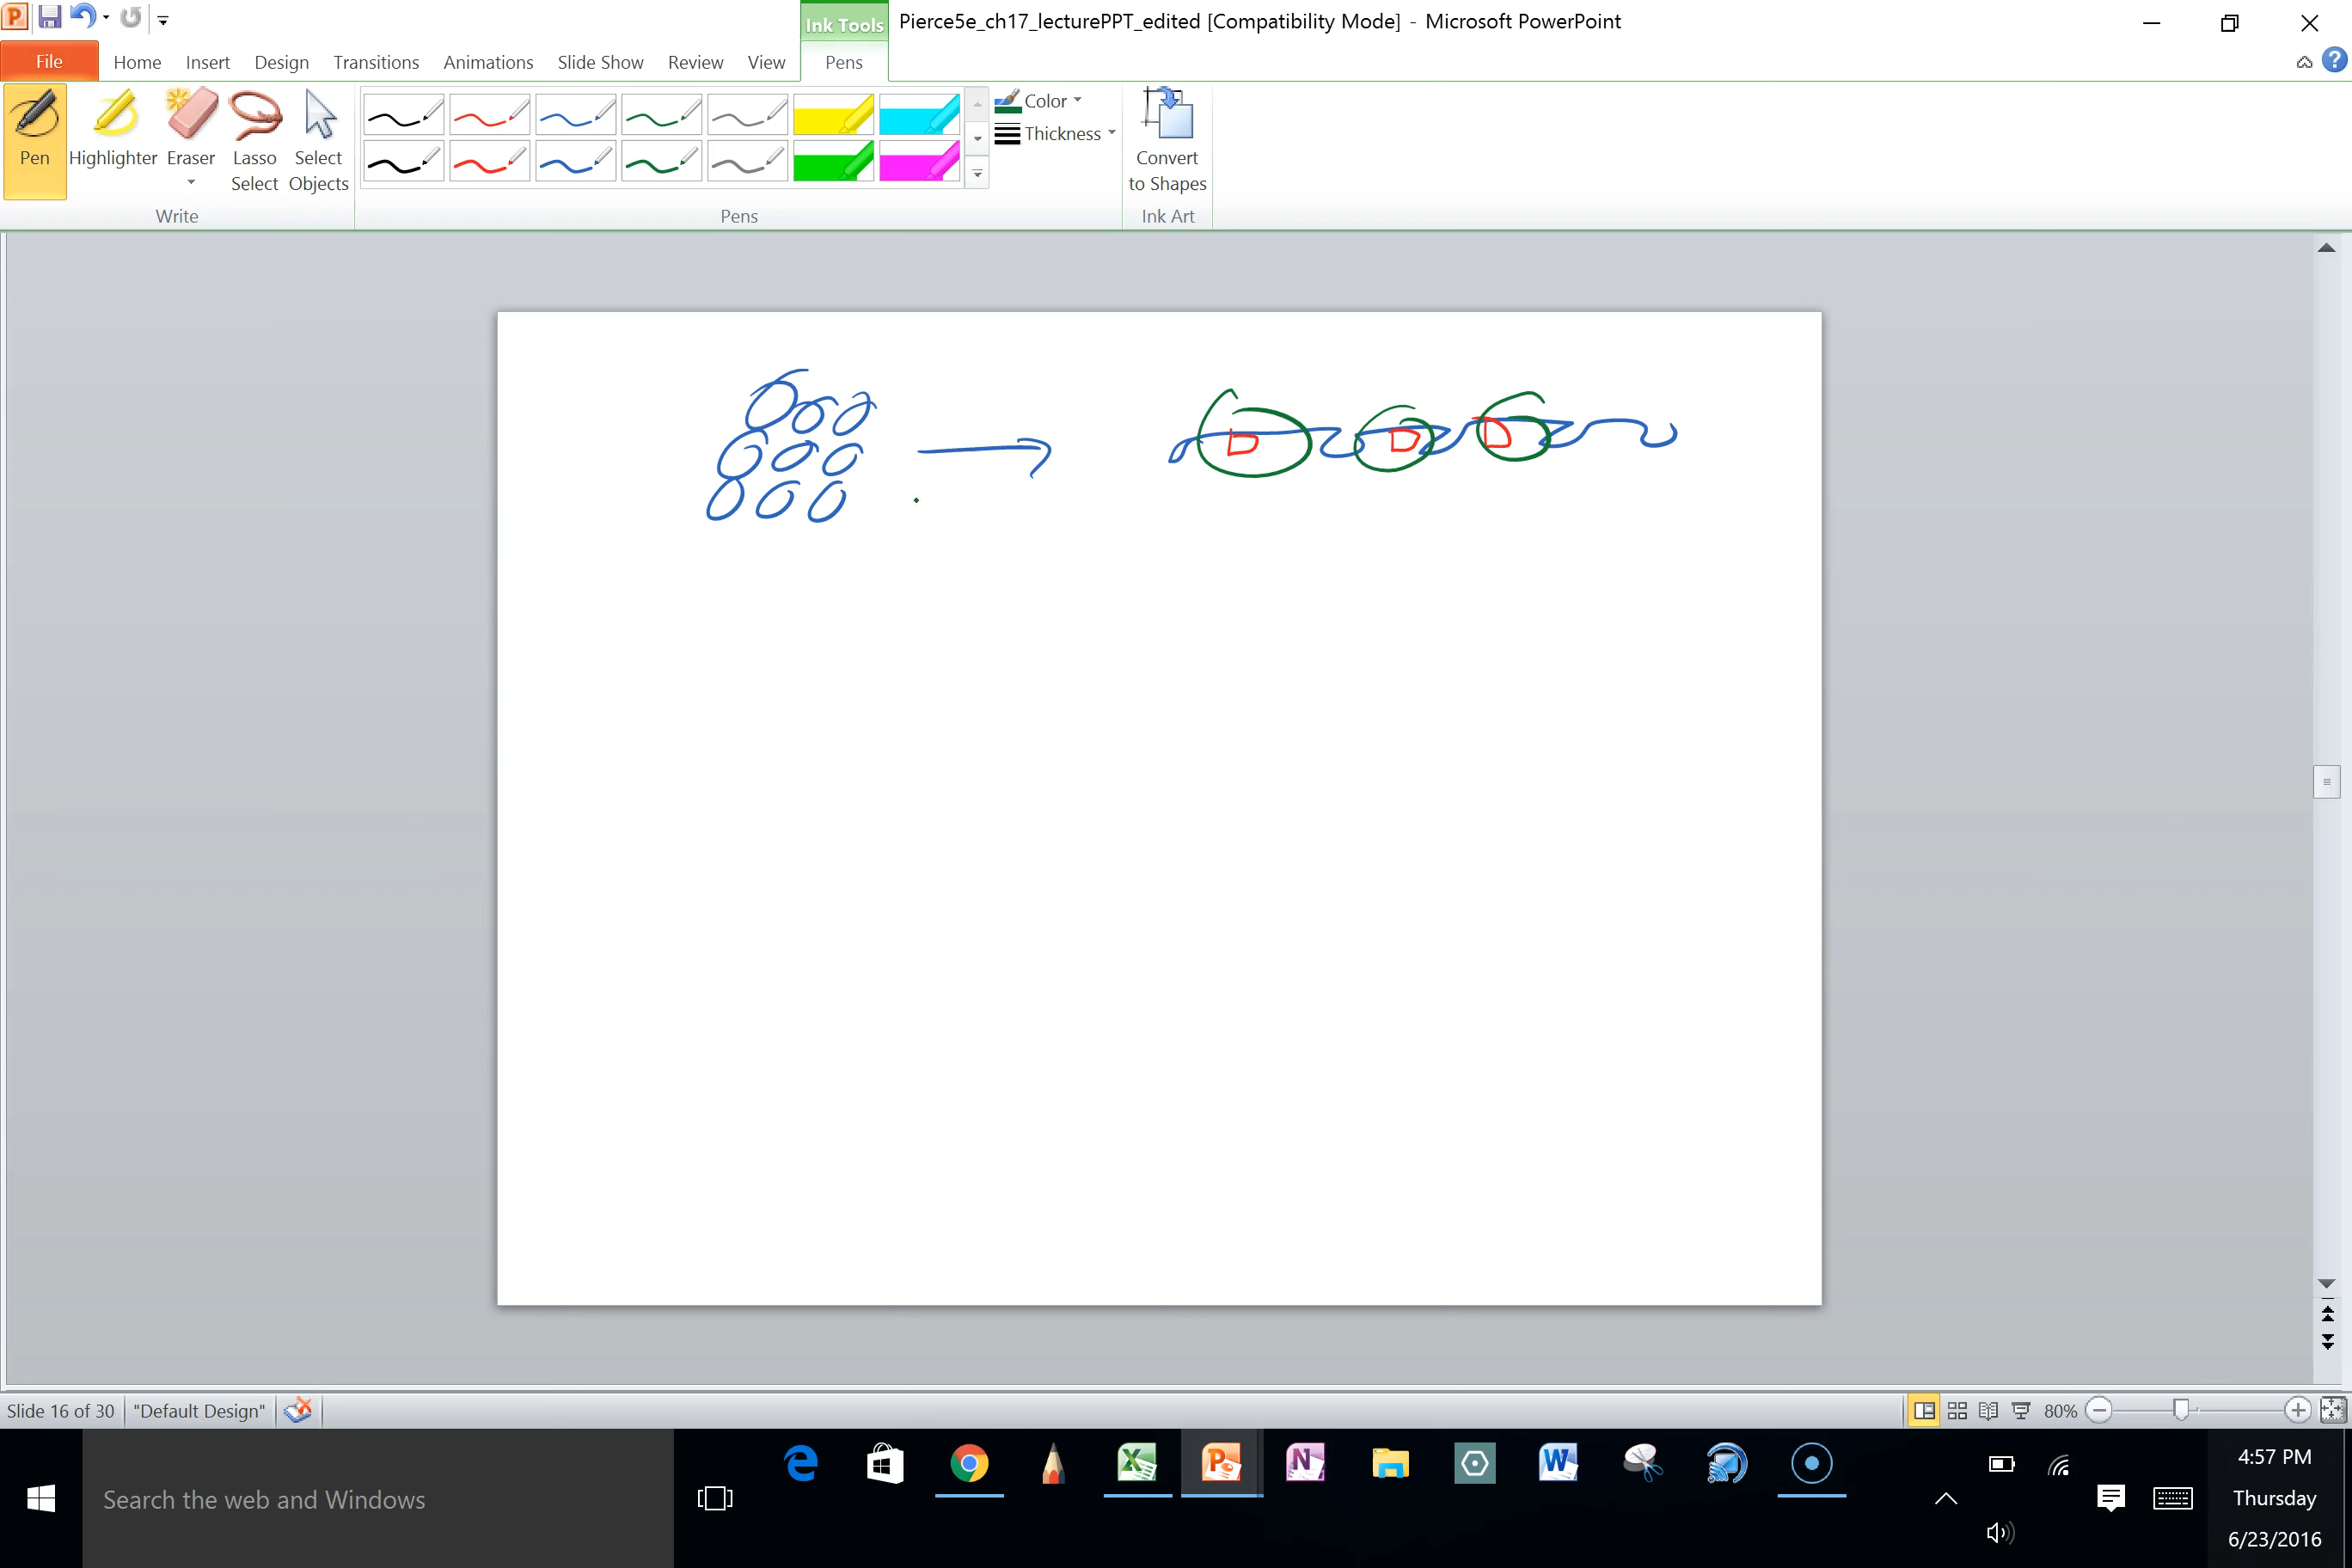 Ink Tools
Pierce5e_ch17_lecturePPT_edited [Compatibility Mode] - Microsoft PowerPoint
File Home Insert Design Transitions Animations Slide Show Review View Pens
Pen Highlighter Eraser Lasso Select Select Objects
Color
Thickness
Convert to Shapes
Write Pens Ink Art
D D D
Slide 16 of 30 "Default Design" 80%
Search the web and Windows
4:57 PM
Thursday
6/23/2016